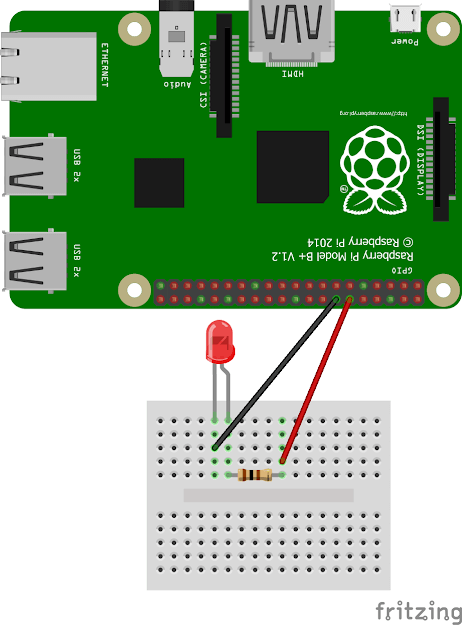 ETHERNET
Audio
CSI (CAMERA)
HDMI
Power
http://www.raspberrypi.org
DSI (DISPLAY)
TM
USB 2x
USB 2x
Raspberry Pi Model B+ V1.2
© Raspberry Pi 2014
GPIO
fritzing